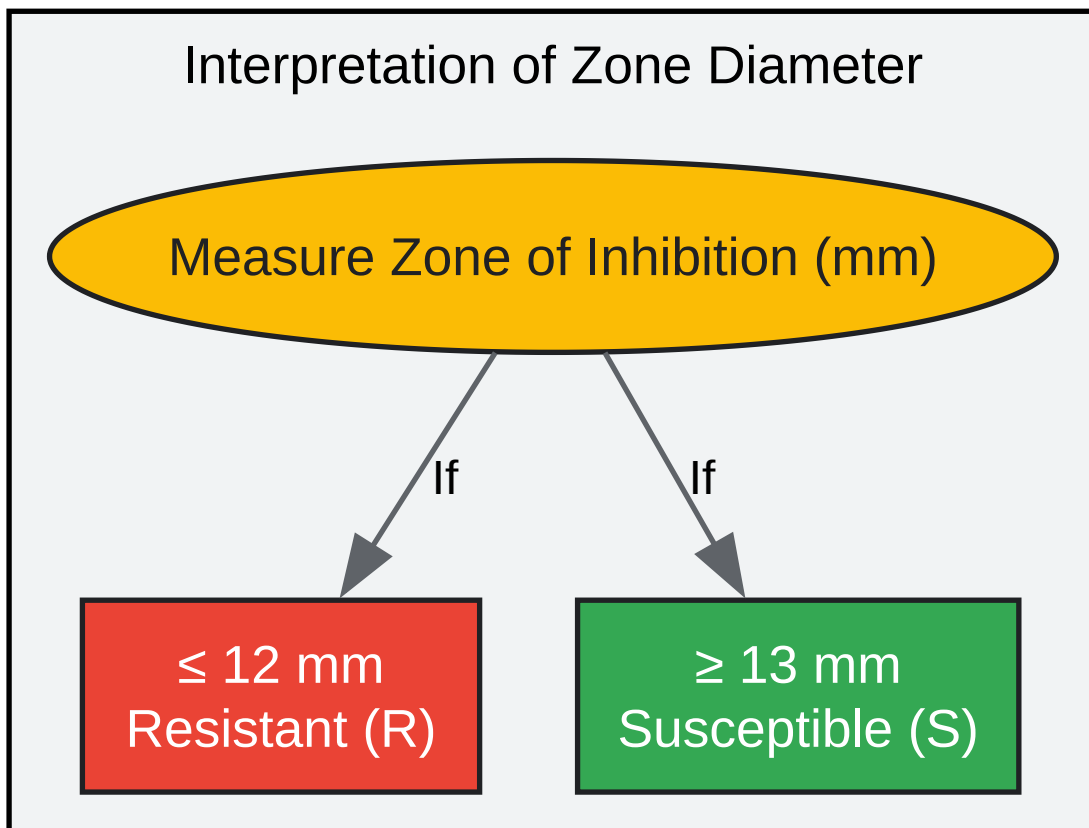 Interpretation of Zone Diameter
Measure Zone of Inhibition (mm)
If
If
≤ 12 mm
Resistant (R)
≥ 13 mm
Susceptible (S)